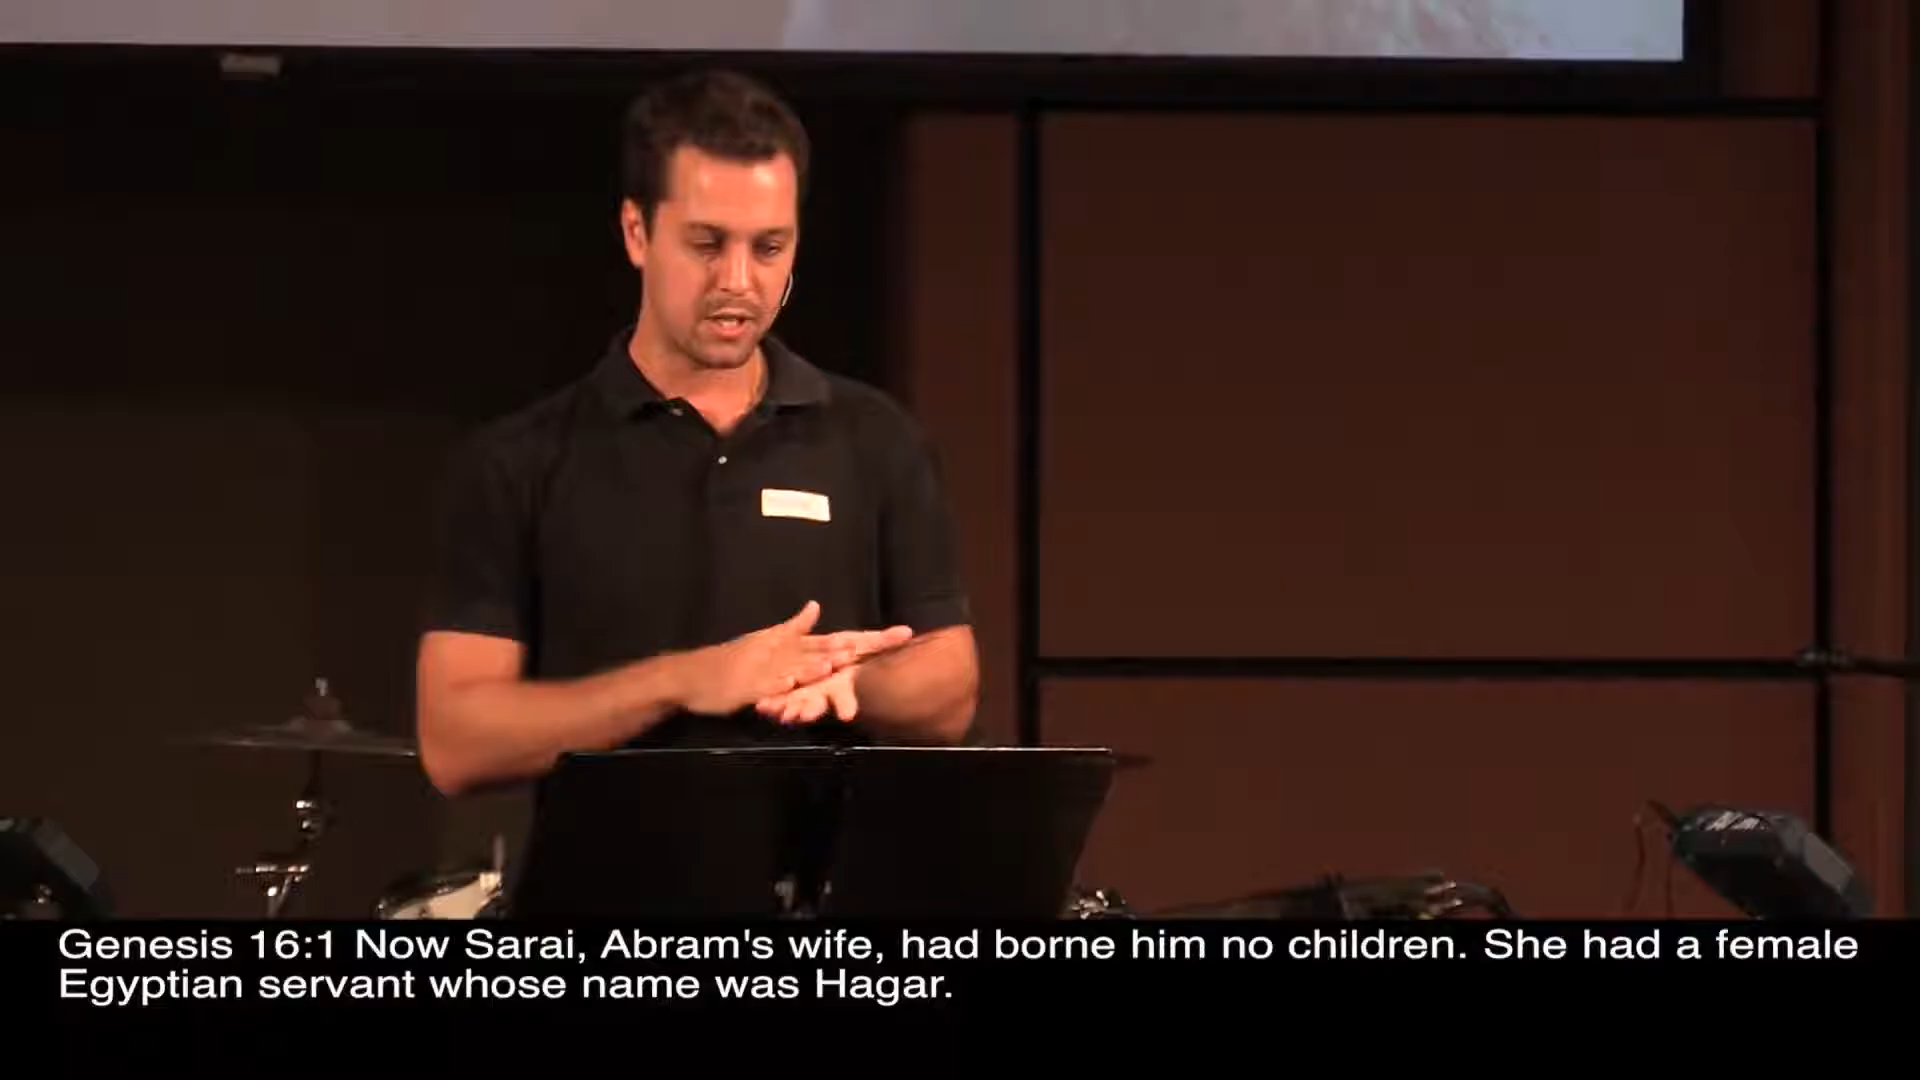 Genesis 16:1 Now Sarai, Abram's wife, had borne him no children. She had a female
Egyptian servant whose name was Hagar.